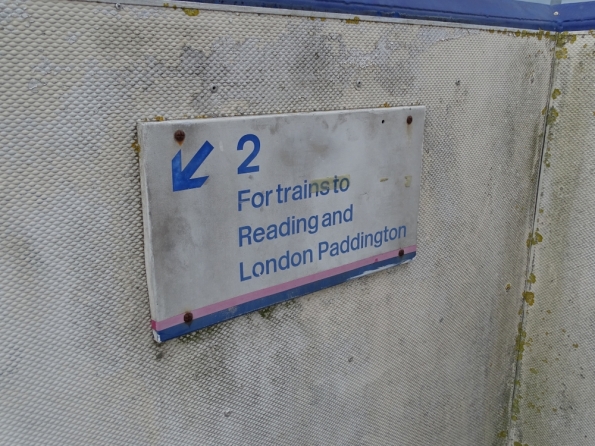 2
For trains to
Reading and
London Paddington